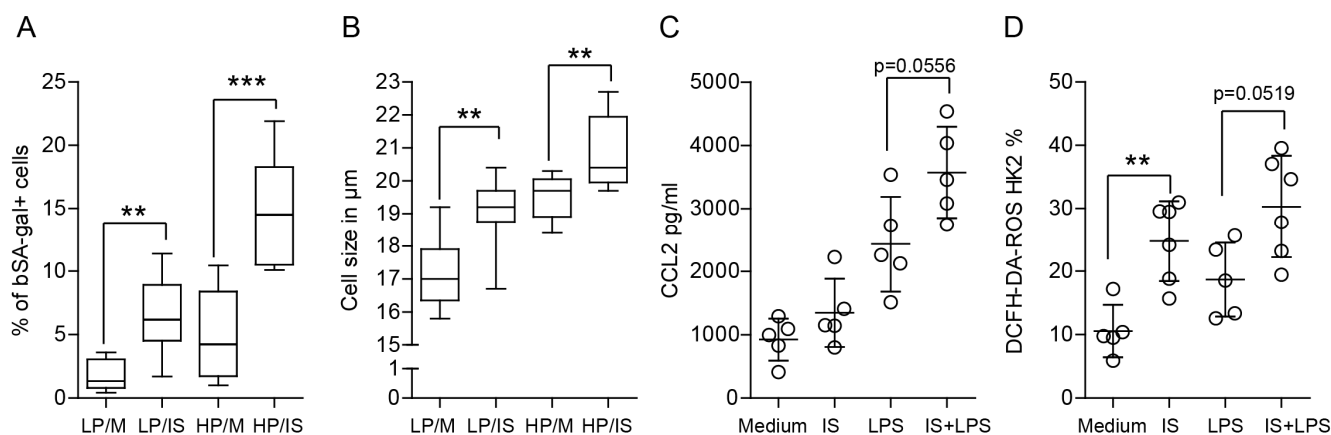 A
% of bSA-gal+ cells
25
20
15
10
5
0
**
***
LP/M LP/IS HP/M HP/IS
B
Cell size in µm
23
22
21
20
19
18
17
16
15
1
0
**
**
LP/M LP/IS HP/M HP/IS
C
CCL2 pg/ml
5000
4000
3000
2000
1000
0
p=0.0556
Medium IS LPS IS+LPS
D
DCFH-DA-ROS HK2 %
50
40
30
20
10
0
**
p=0.0519
Medium IS LPS IS+LPS